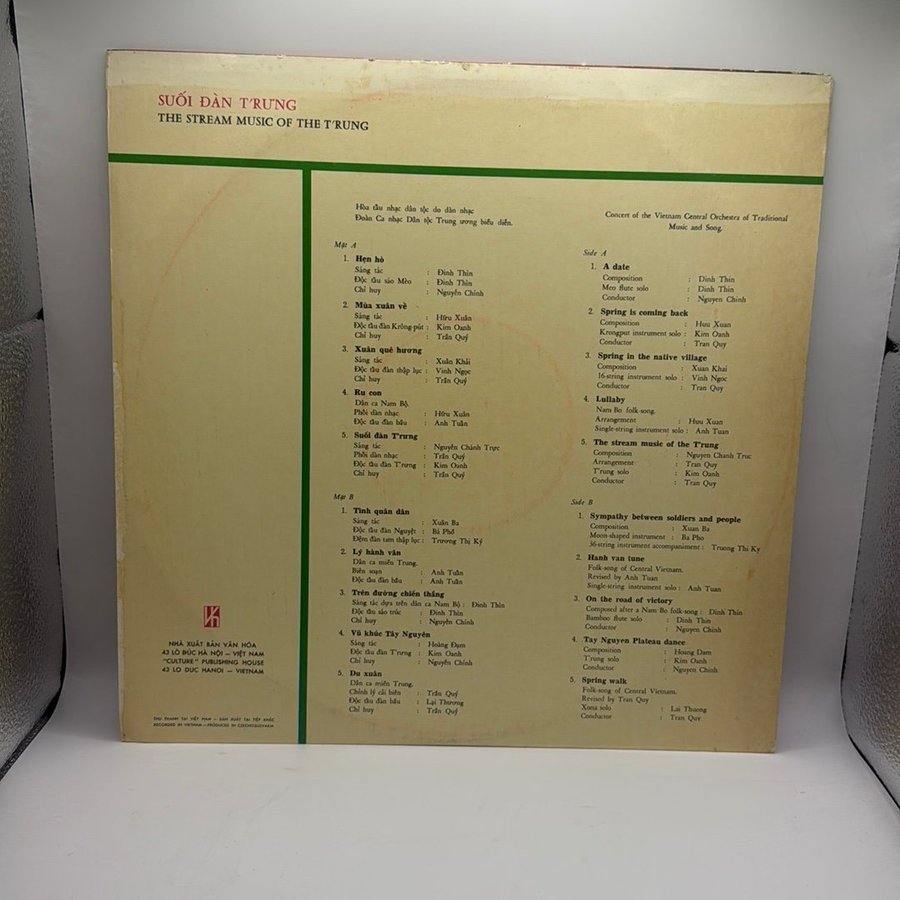 SUỐI ĐÀN T'RƯNG
THE STREAM MUSIC OF THE T'RUNG
Hòa tấu nhạc dân tộc do dàn nhạc
Đoàn Ca nhạc Dân tộc Trung ương biểu diễn.
Mặt A
1. Hẹn hò
Sáng tác : Đinh Thìn
Độc tấu sáo Mèo : Đinh Thìn
Chỉ huy : Nguyễn Chính
2. Mùa xuân về
Sáng tác : Hữu Xuân
Độc tấu đàn Krông-pút : Kim Oanh
Chỉ huy : Trần Quý
3. Xuân quê hương
Sáng tác : Xuân Khải
Độc tấu đàn thập lục : Vinh Ngọc
Chỉ huy : Trần Quý
4. Ru con
Dân ca Nam Bộ.
Phối dàn nhạc : Hữu Xuân
Độc tấu đàn bầu : Anh Tuấn
5. Suối đàn T'rưng
Sáng tác : Nguyễn Chánh Trực
Phối dàn nhạc : Trần Quý
Độc tấu đàn T'rưng : Kim Oanh
Chỉ huy : Trần Quý
Mặt B
1. Tình quân dân
Sáng tác : Xuân Ba
Độc tấu đàn Nguyệt : Bá Phổ
Đệm đàn tam thập lục : Trương Thị Kỳ
2. Lý hành vân
Dân ca miền Trung.
Biên soạn : Anh Tuấn
Độc tấu đàn bầu : Anh Tuấn
3. Trên đường chiến thắng
Sáng tác dựa trên dân ca Nam Bộ : Đinh Thìn
Độc tấu sáo trúc : Đinh Thìn
Chỉ huy : Nguyễn Chính
4. Vũ khúc Tây Nguyên
Sáng tác : Hoàng Đạm
Độc tấu đàn T'rưng : Kim Oanh
Chỉ huy : Nguyễn Chính
5. Du xuân
Dân ca miền Trung.
Chỉnh lý cải biên : Trần Quý
Độc tấu đàn bầu : Lại Thương
Chỉ huy : Trần Quý
Concert of the Vietnam Central Orchestra of Traditional
Music and Song.
Side A
1. A date
Composition : Dinh Thin
Meo flute solo : Dinh Thin
Conductor : Nguyen Chinh
2. Spring is coming back
Composition : Huu Xuan
Krongput instrument solo : Kim Oanh
Conductor : Tran Quy
3. Spring in the native village
Composition : Xuan Khai
16-string instrument solo : Vinh Ngoc
Conductor : Tran Quy
4. Lullaby
Nam Bo folk-song.
Arrangement : Huu Xuan
Single-string instrument solo : Anh Tuan
5. The stream music of the T'rung
Composition : Nguyen Chanh Truc
Arrangement : Tran Quy
T'rung solo : Kim Oanh
Conductor : Tran Quy
Side B
1. Sympathy between soldiers and people
Composition : Xuan Ba
Moon-shaped instrument : Ba Pho
36-string instrument accompaniment : Truong Thi Ky
2. Hanh van tune
Folk-song of Central Vietnam.
Revised by Anh Tuan
Single-string instrument solo : Anh Tuan
3. On the road of victory
Composed after a Nam Bo folk-song : Dinh Thin
Bamboo flute solo : Dinh Thin
Conductor : Nguyen Chinh
4. Tay Nguyen Plateau dance
Composition : Hoang Dam
T'rung solo : Kim Oanh
Conductor : Nguyen Chinh
5. Spring walk
Folk-song of Central Vietnam.
Revised by Tran Quy
Xona solo : Lai Thuong
Conductor : Tran Quy
NHÀ XUẤT BẢN VĂN HÓA
43 LÒ ĐÚC HÀ NỘI — VIỆT NAM
"CULTURE" PUBLISHING HOUSE
43 LO DUC HANOI — VIETNAM
THU THANH TẠI VIỆT NAM — SẢN XUẤT TẠI TIỆP KHẮC
RECORDED IN VIETNAM — PRODUCED IN CZECHOSLOVAKIA